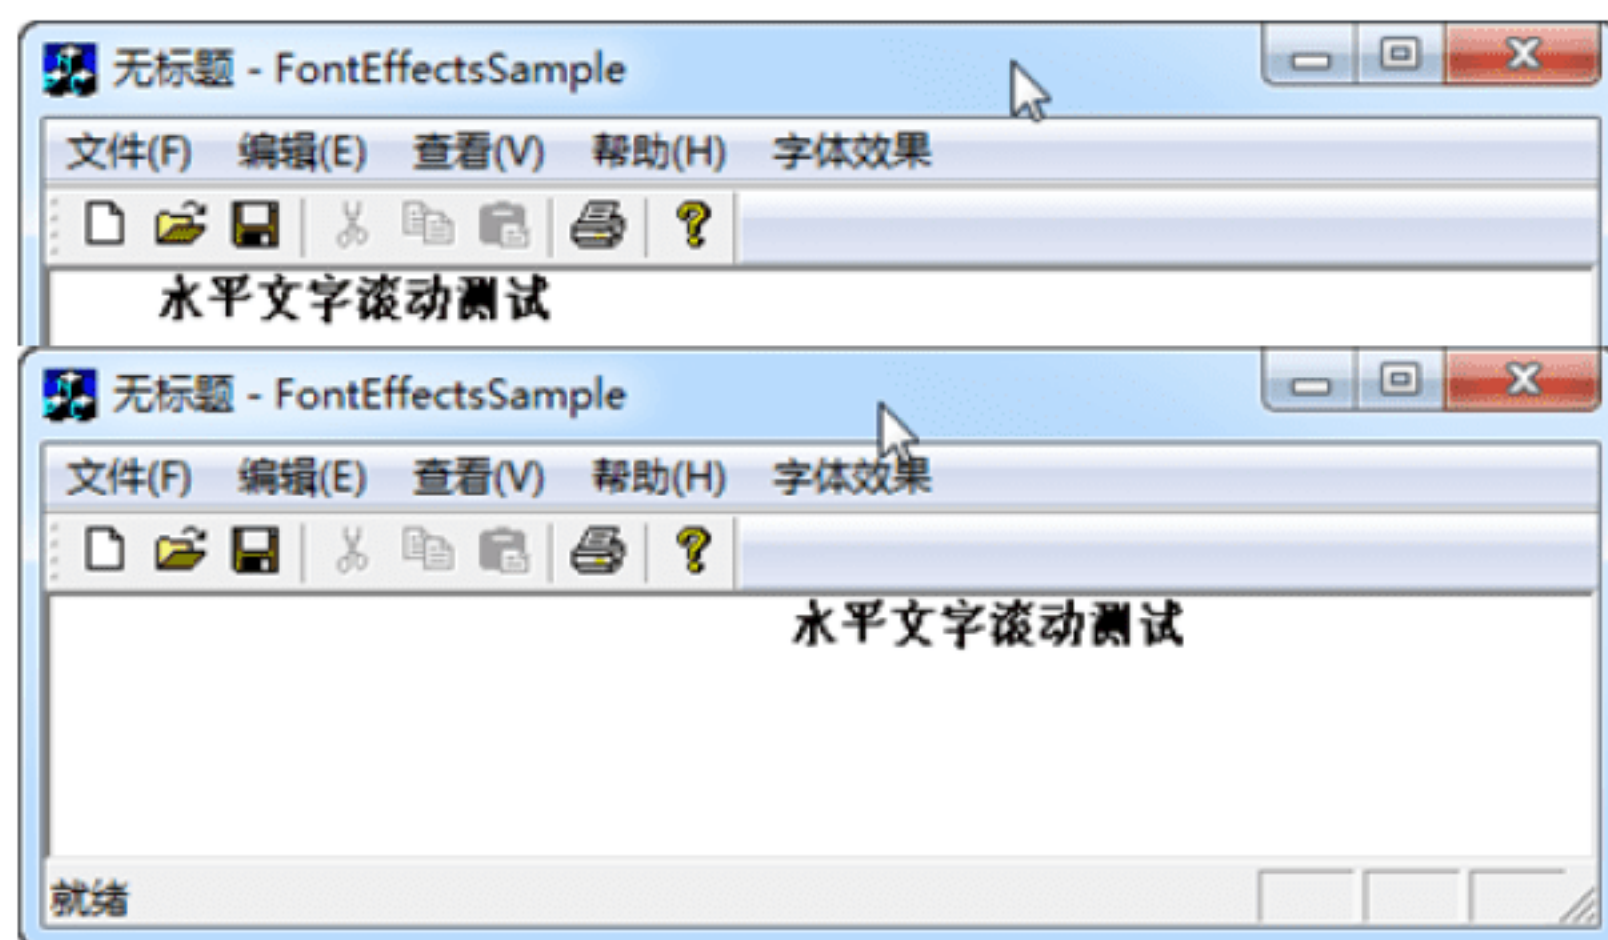 无标题 - FontEffectsSample
文件(F) 编辑(E) 查看(V) 帮助(H) 字体效果
水平文字滚动测试
无标题 - FontEffectsSample
文件(F) 编辑(E) 查看(V) 帮助(H) 字体效果
水平文字滚动测试
就绪